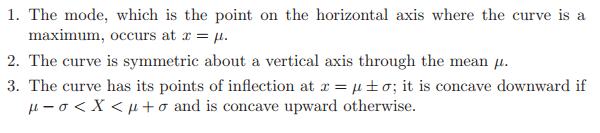 1. The mode, which is the point on the horizontal axis where the curve is a
maximum, occurs at x = μ.
2. The curve is symmetric about a vertical axis through the mean μ.
3. The curve has its points of inflection at x = μ ± σ; it is concave downward if
μ − σ < X < μ + σ and is concave upward otherwise.